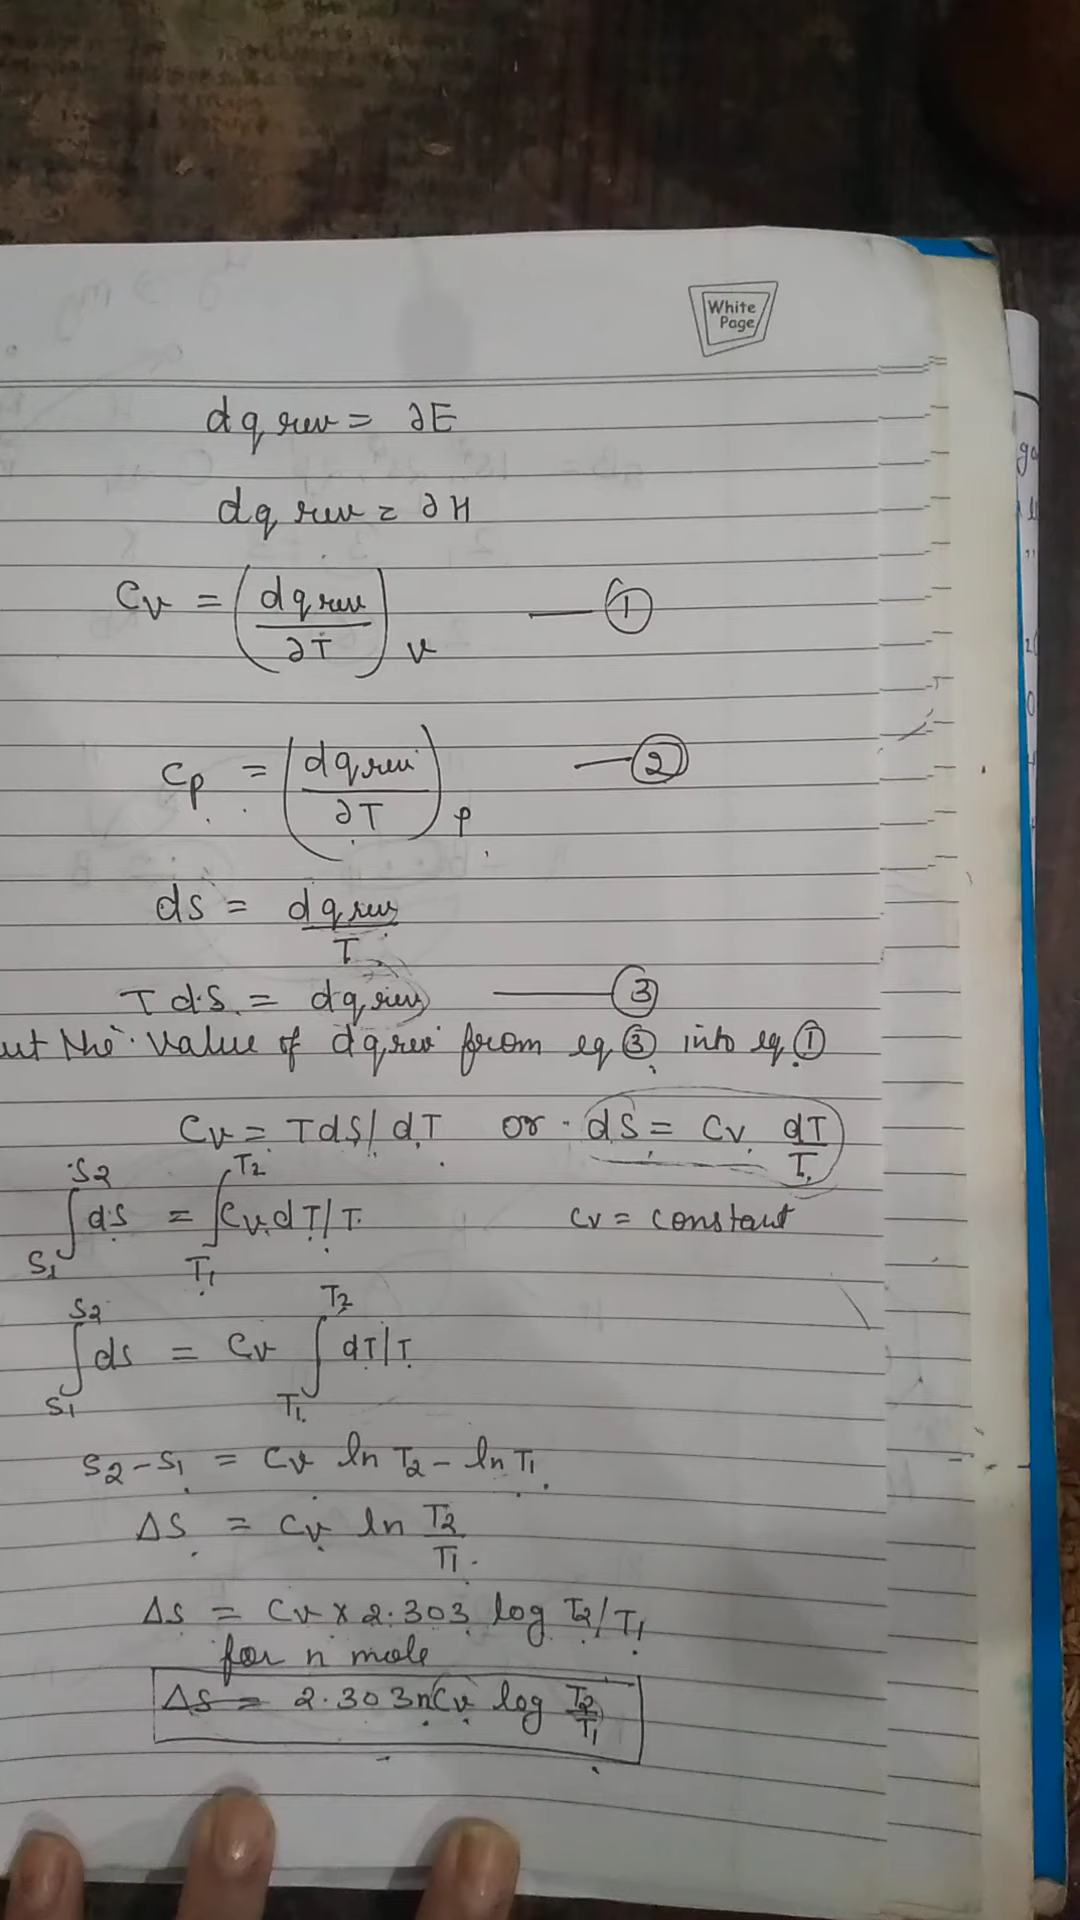 White
Page
dq rev = ∂E
dq rev = ∂H
Cv = (dq rev / ∂T)v — ①
Cp = (dq rev / ∂T)p — ②
ds = dq rev / T
T ds = dq rev — ③
ut the value of dq rev from eq ③ into eq ①
Cv = TdS/dT or ds = Cv dT/T
∫S1 S2 ds = ∫T1 T2 Cv dT/T Cv = constant
∫S1 S2 ds = Cv ∫T1 T2 dT/T
S2 – S1 = Cv ln T2 – ln T1
ΔS = Cv ln T2/T1
ΔS = Cv x 2.303 log T2/T1
for n mole
ΔS = 2.303nCv log T2/T1